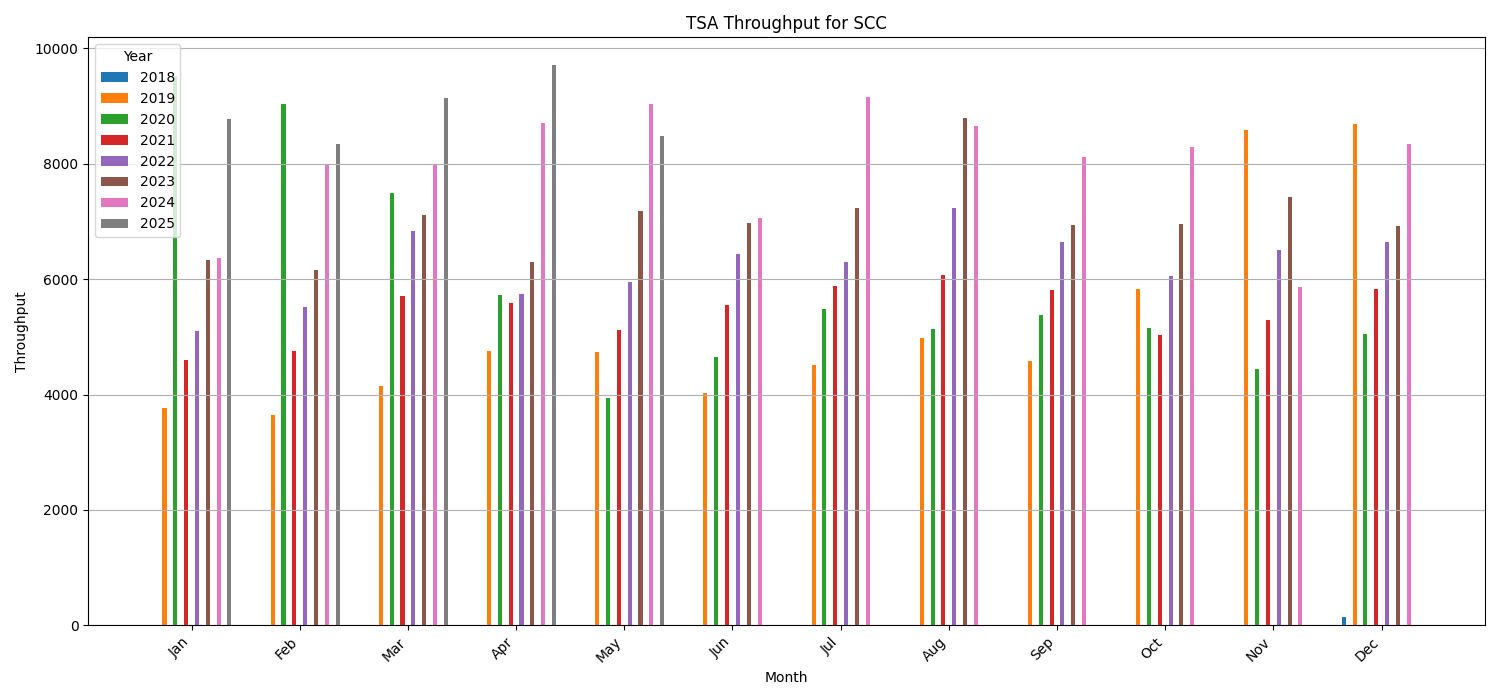 TSA Throughput for SCC
Year
2018
2019
2020
2021
2022
2023
2024
2025
Throughput
10000
8000
6000
4000
2000
0
Jan
Feb
Mar
Apr
May
Jun
Jul
Aug
Sep
Oct
Nov
Dec
Month